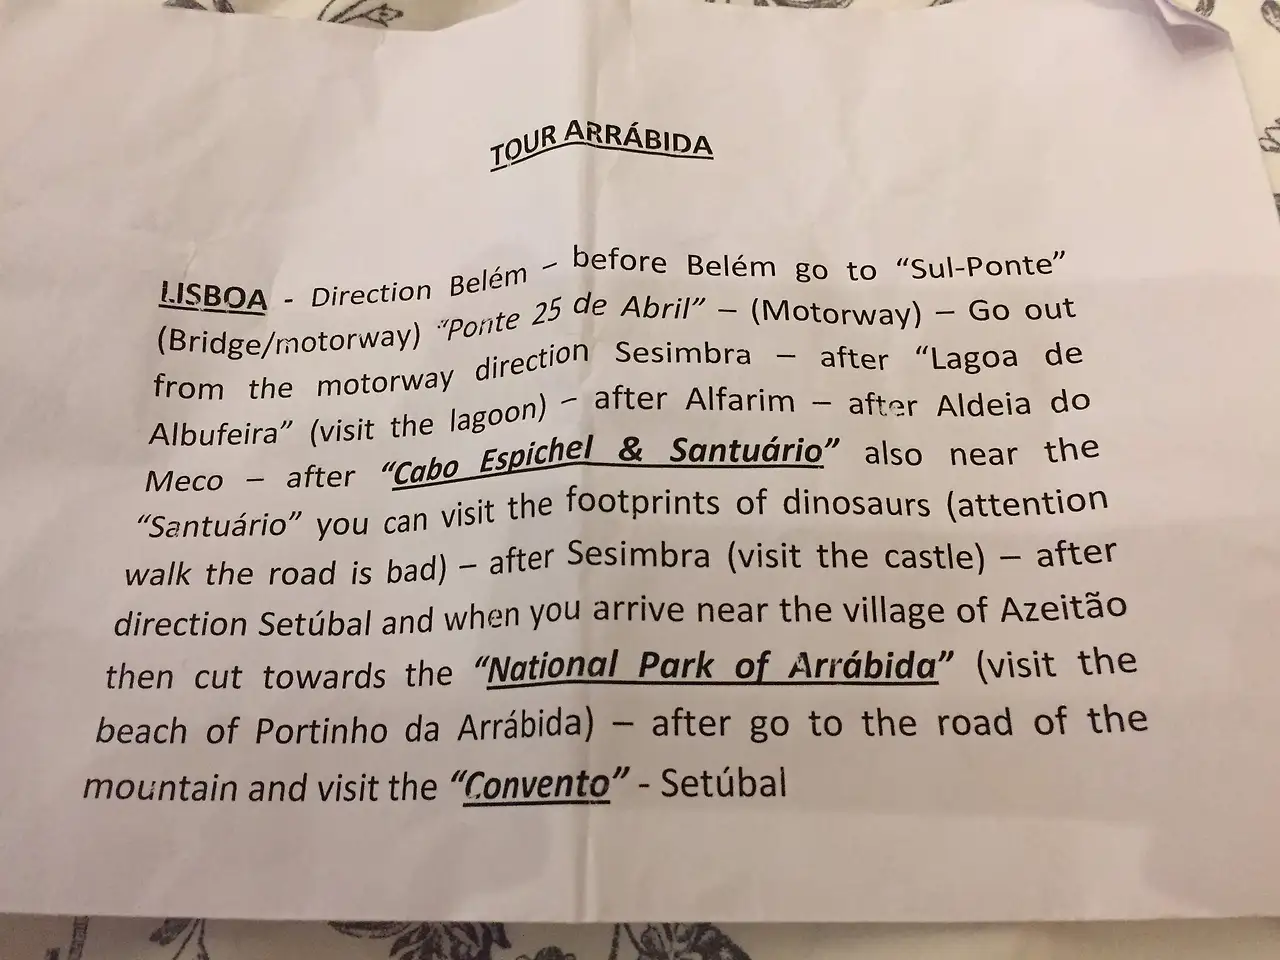 TOUR ARRÁBIDA
LISBOA - Direction Belém – before Belém go to “Sul-Ponte”
(Bridge/motorway) “Ponte 25 de Abril” – (Motorway) – Go out
from the motorway direction Sesimbra – after “Lagoa de
Albufeira” (visit the lagoon) – after Alfarim – after Aldeia do
Meco – after “Cabo Espichel & Santuário” also near the
“Santuário” you can visit the footprints of dinosaurs (attention
walk the road is bad) – after Sesimbra (visit the castle) – after
direction Setúbal and when you arrive near the village of Azeitão
then cut towards the “National Park of Arrábida” (visit the
beach of Portinho da Arrábida) – after go to the road of the
mountain and visit the “Convento” - Setúbal